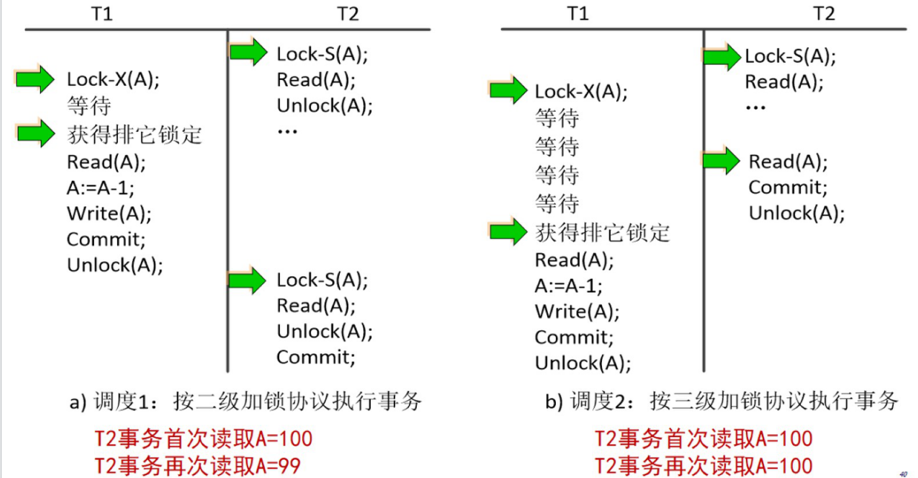 T1
T2
Lock-S(A);
Lock-X(A);
Read(A);
等待
Unlock(A);
获得排它锁定
…
Read(A);
A:=A-1;
Write(A);
Commit;
Unlock(A);
Lock-S(A);
Read(A);
Unlock(A);
Commit;
a) 调度1：按二级加锁协议执行事务
T2事务首次读取A=100
T2事务再次读取A=99
T1
T2
Lock-S(A);
Read(A);
Lock-X(A);
…
等待
等待
Read(A);
等待
Commit;
等待
Unlock(A);
获得排它锁定
Read(A);
A:=A-1;
Write(A);
Commit;
Unlock(A);
b) 调度2：按三级加锁协议执行事务
T2事务首次读取A=100
T2事务再次读取A=100